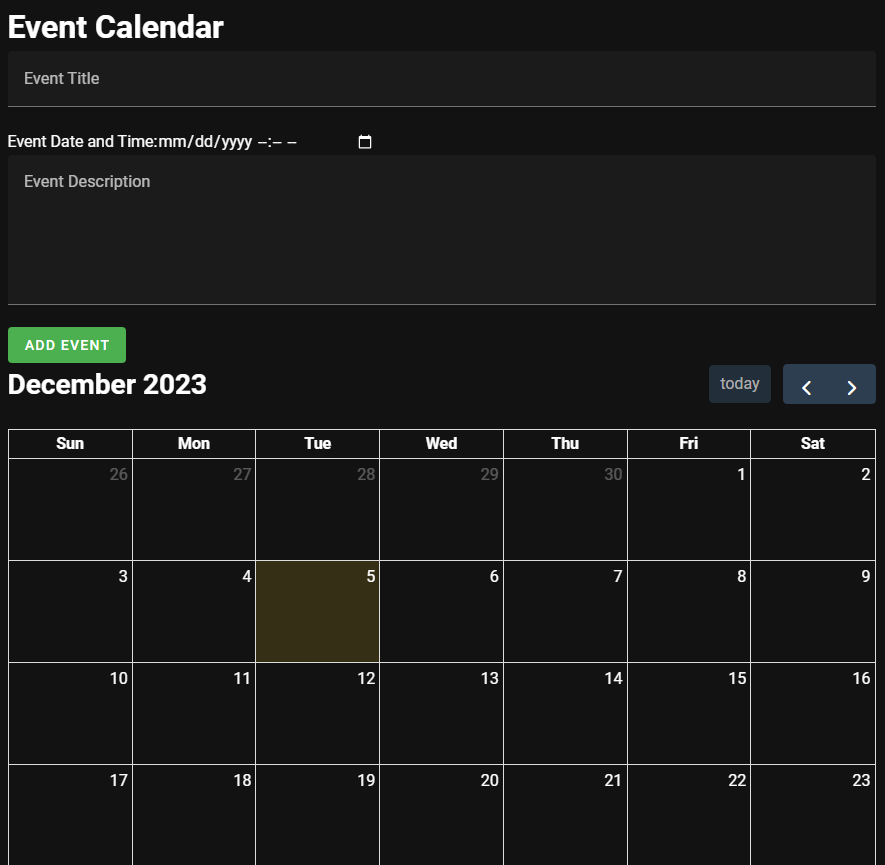 Event Calendar
Event Title
Event Date and Time:mm/dd/yyyy --:-- --
Event Description
ADD EVENT
December 2023 today
Sun Mon Tue Wed Thu Fri Sat
26 27 28 29 30 1 2
3 4 5 6 7 8 9
10 11 12 13 14 15 16
17 18 19 20 21 22 23